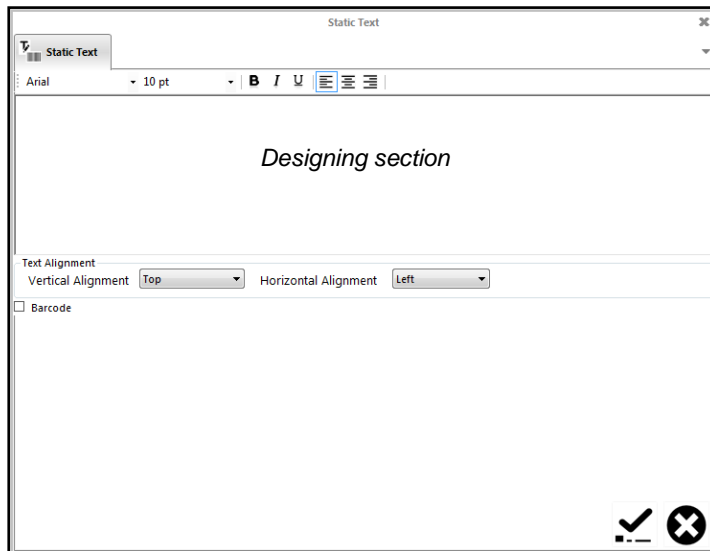 Static Text
Static Text
Arial 10 pt B I U
Designing section
Text Alignment
Vertical Alignment Top Horizontal Alignment Left
Barcode